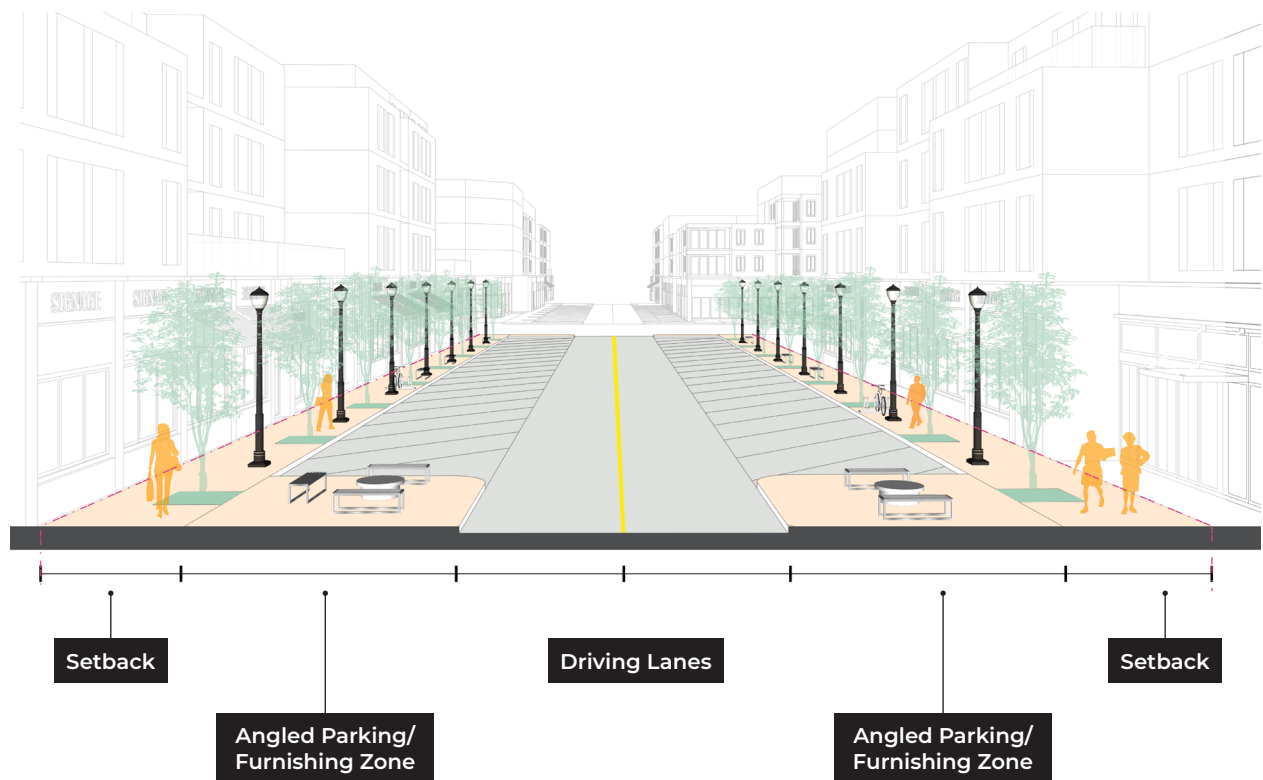 SIGNAGE
SIGNAGE
Setback
Driving Lanes
Setback
Angled Parking/
Furnishing Zone
Angled Parking/
Furnishing Zone